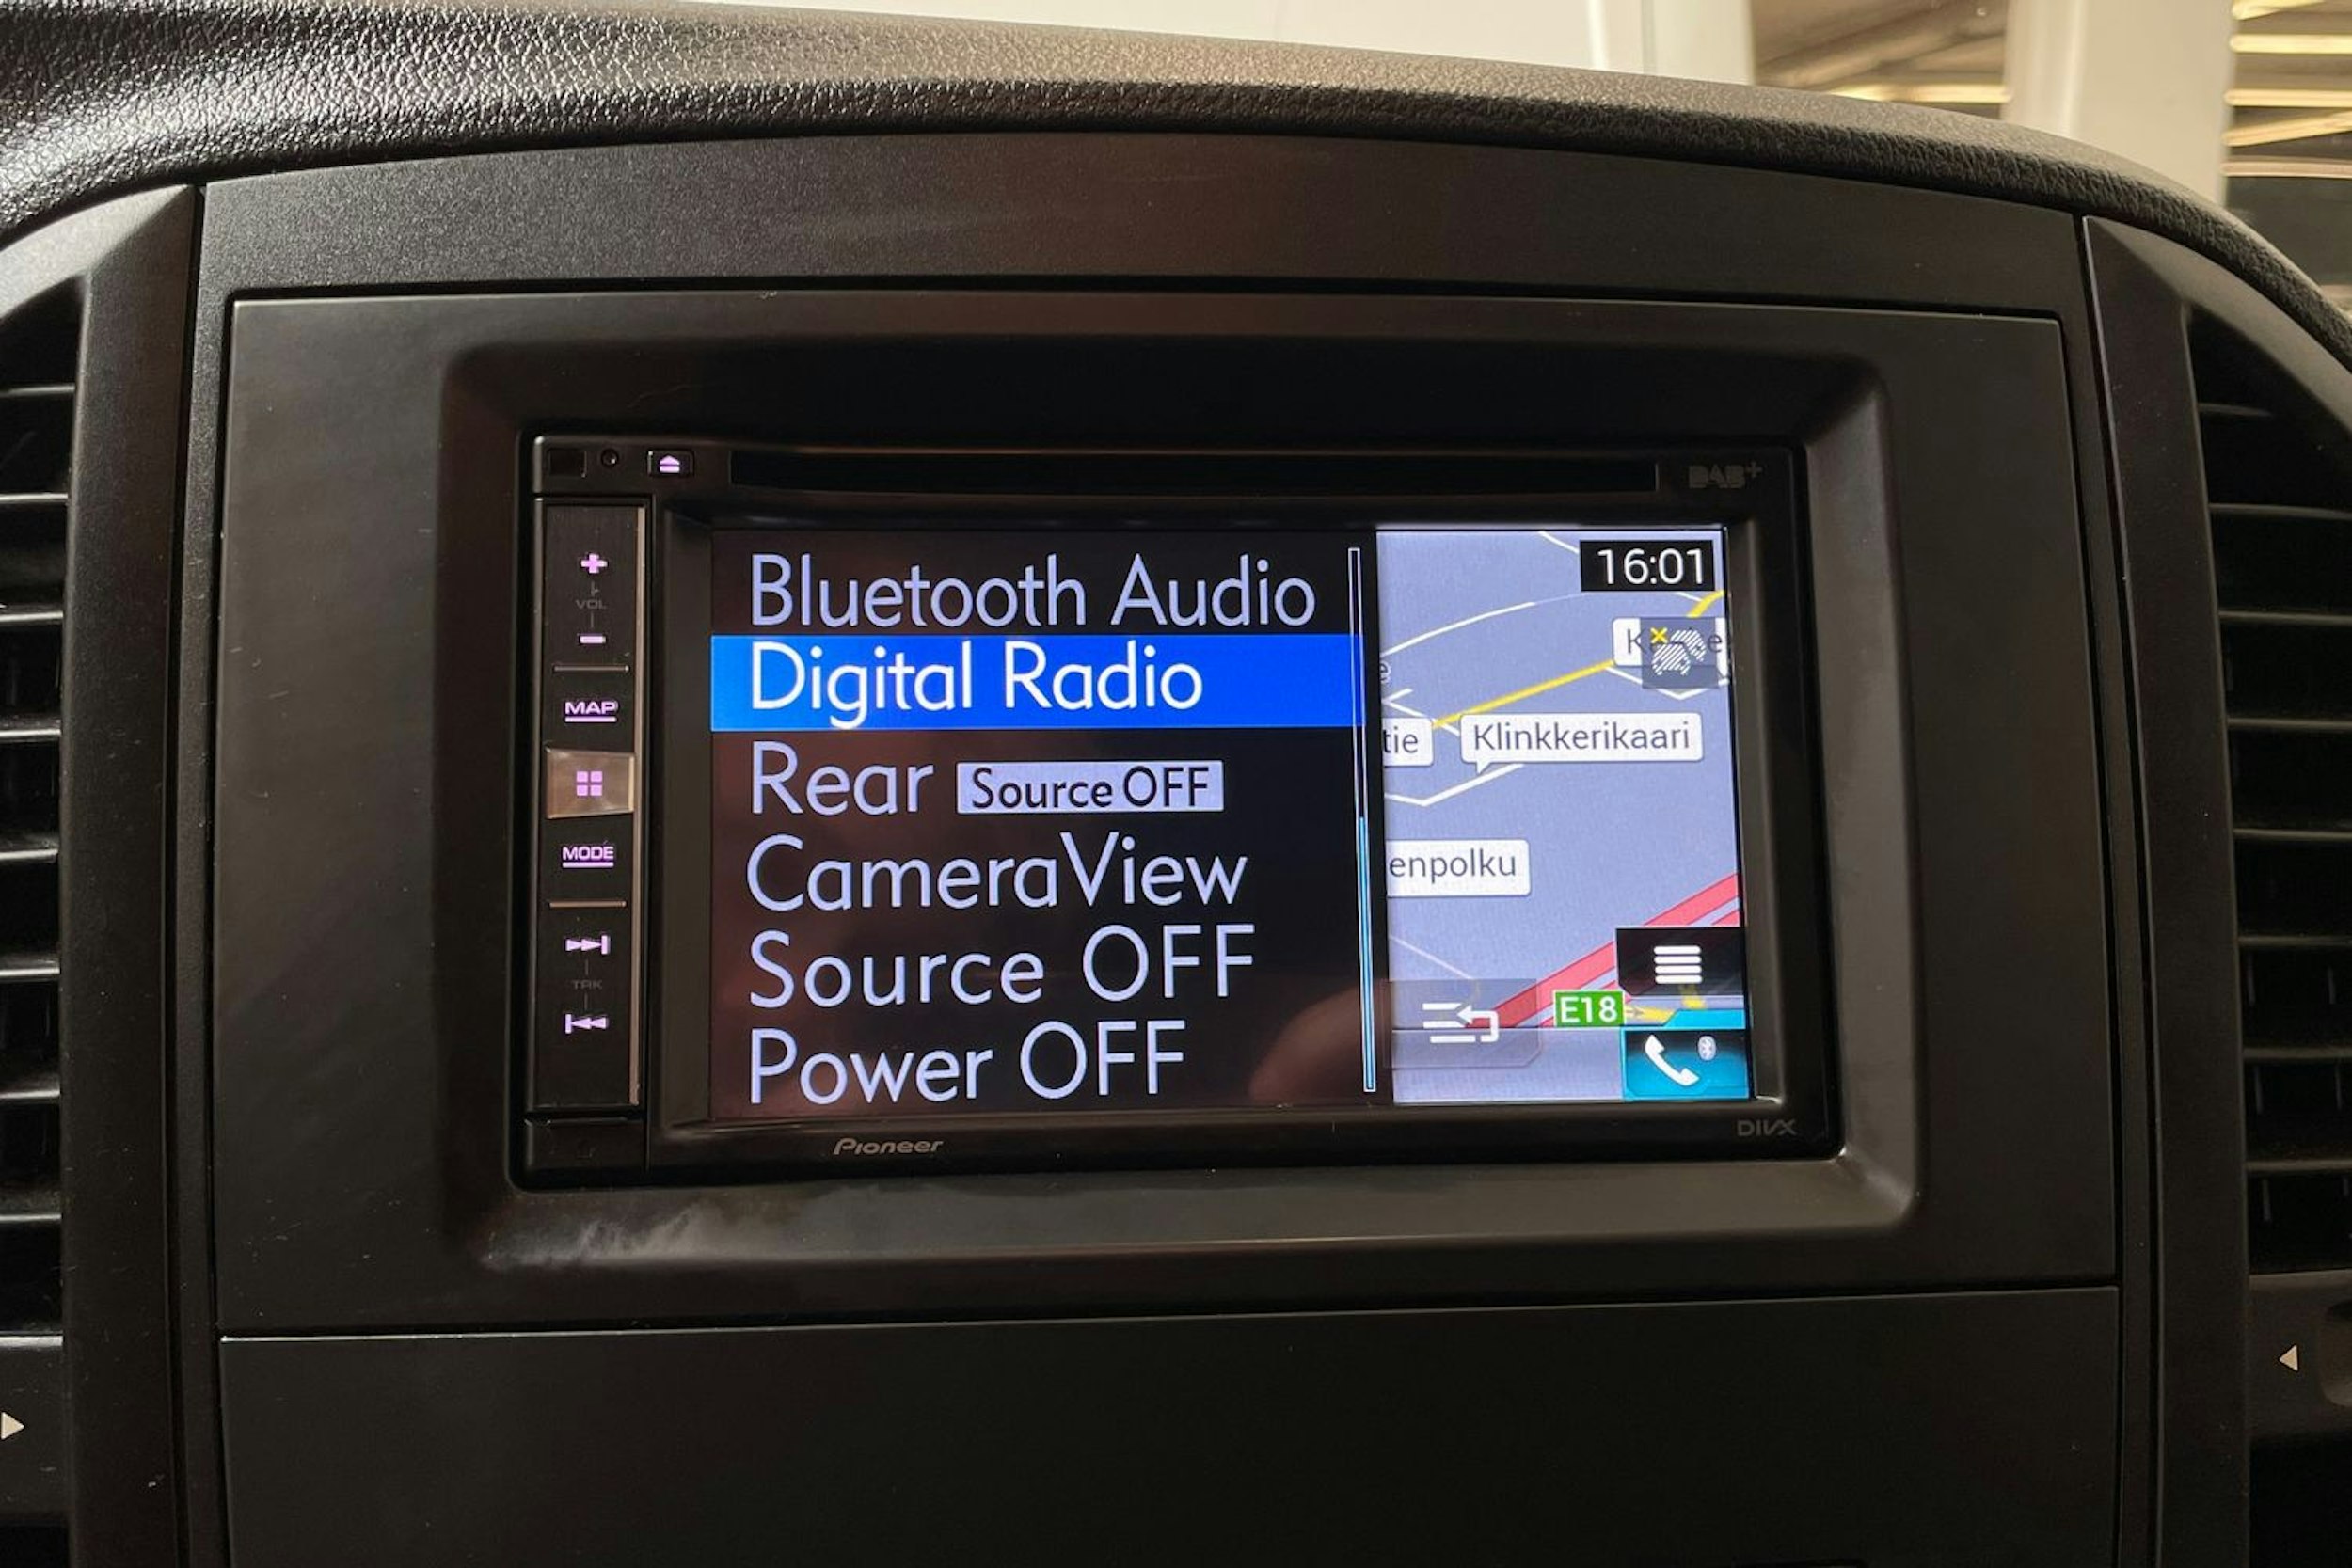 DAB+
VOL
MAP
MODE
TRK
Bluetooth Audio
Digital Radio
Rear Source OFF
CameraView
Source OFF
Power OFF
16:01
tie
Klinkkerikaari
enpolku
E18
Pioneer
DIVX